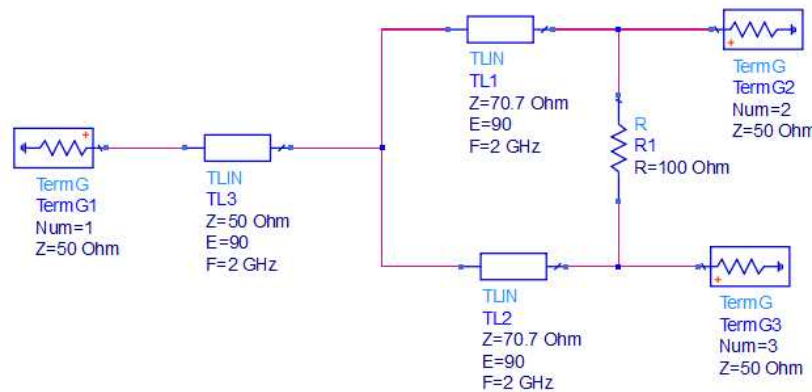 TLIN
TL1
Z=70.7 Ohm
E=90
F=2 GHz
TermG
TermG2
Num=2
Z=50 Ohm
+
R
R1
R=100 Ohm
+
TermG
TermG1
Num=1
Z=50 Ohm
TLIN
TL3
Z=50 Ohm
E=90
F=2 GHz
TLIN
TL2
Z=70.7 Ohm
E=90
F=2 GHz
+
TermG
TermG3
Num=3
Z=50 Ohm